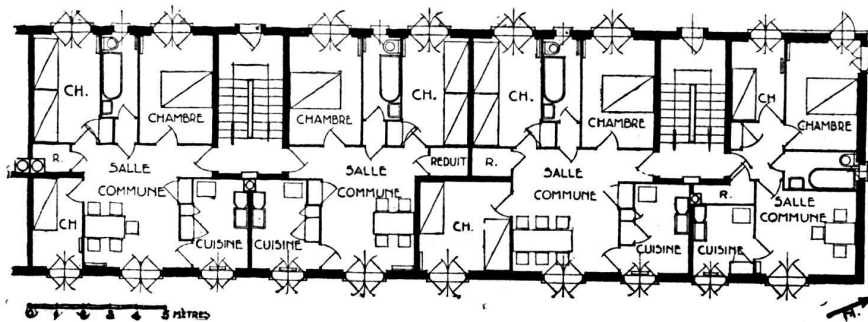 CH.
CHAMBRE
CHAMBRE
CH.
CH.
CHAMBRE
CH
CHAMBRE
R.
SALLE
COMMUNE
SALLE
COMMUNE
REDUIT
R.
SALLE
COMMUNE
R.
SALLE
COMMUNE
CH
CUISINE
CUISINE
CH.
CUISINE
CUISINE
0 1 2 3 4 5 MÈTRES